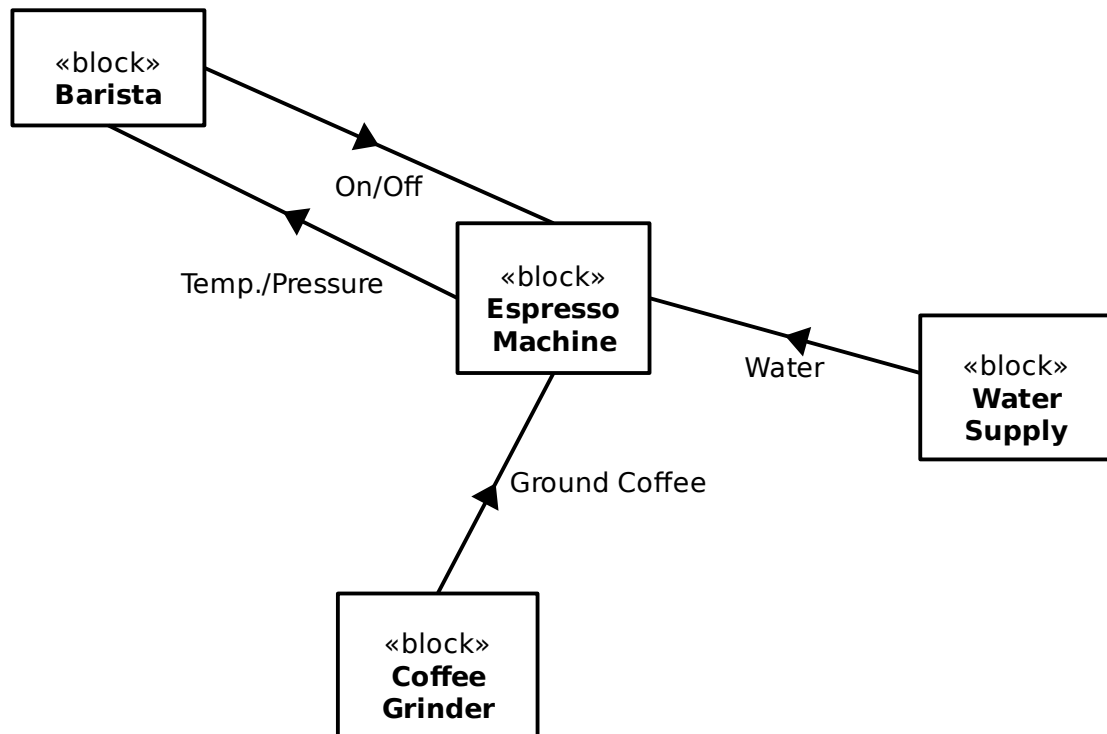 «block»
Barista
On/Off
Temp./Pressure
«block»
Espresso
Machine
Water
«block»
Water
Supply
Ground Coffee
«block»
Coffee
Grinder